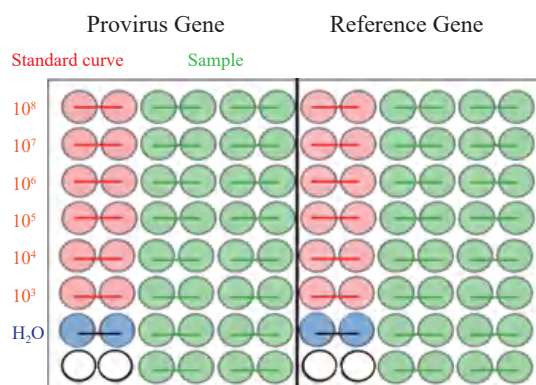 Provirus Gene Reference Gene
Standard curve Sample
10⁸
10⁷
10⁶
10⁵
10⁴
10³
H₂O